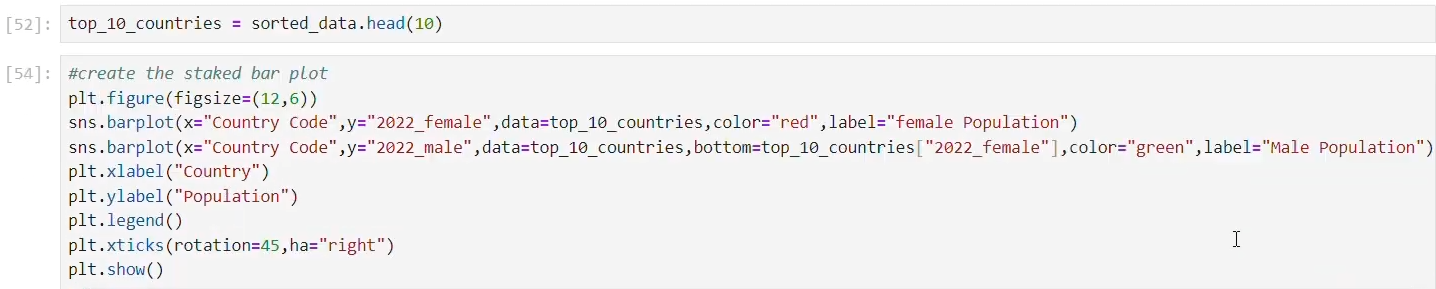 [52]: top_10_countries = sorted_data.head(10)
[54]: #create the staked bar plot
plt.figure(figsize=(12,6))
sns.barplot(x="Country Code",y="2022_female",data=top_10_countries,color="red",label="female Population")
sns.barplot(x="Country Code",y="2022_male",data=top_10_countries,bottom=top_10_countries["2022_female"],color="green",label="Male Population")
plt.xlabel("Country")
plt.ylabel("Population")
plt.legend()
plt.xticks(rotation=45,ha="right")
plt.show()